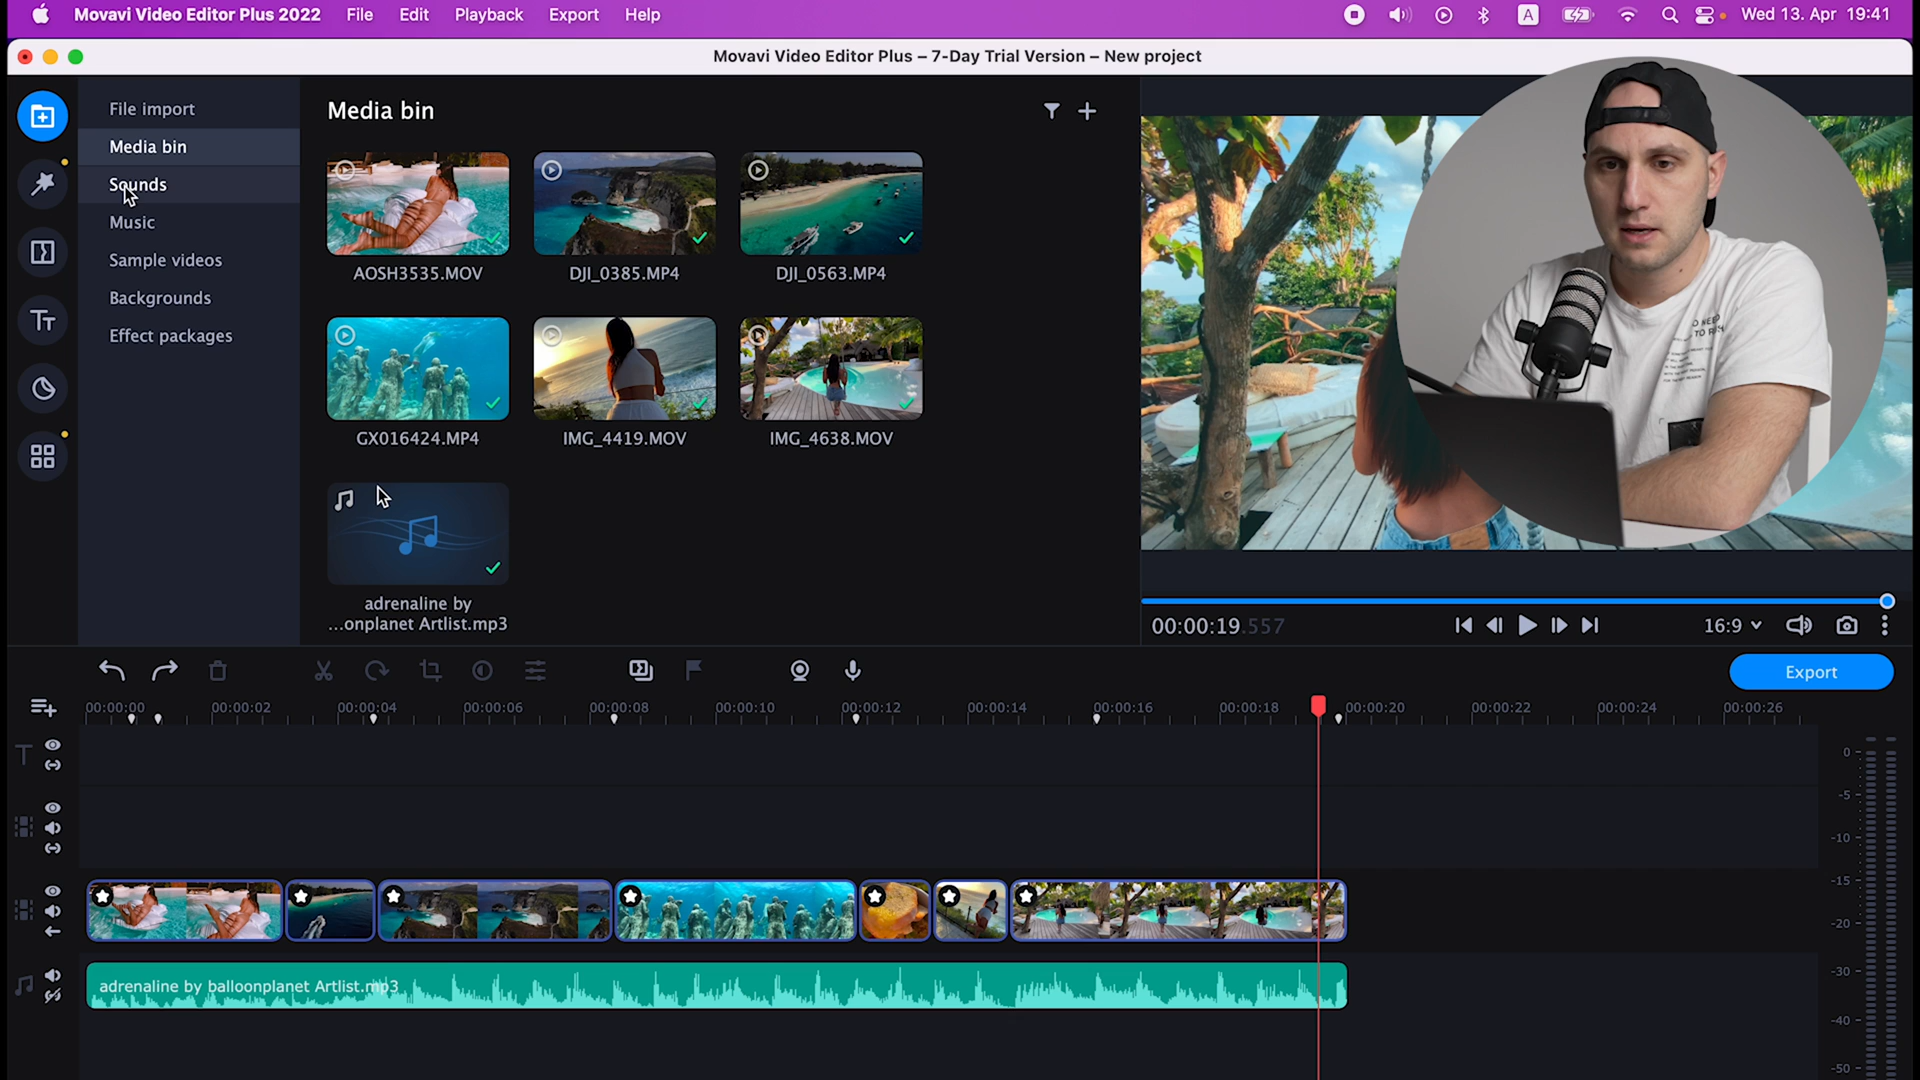 Movavi Video Editor Plus 2022 File Edit Playback Export Help A Wed 13. Apr 19:41
Movavi Video Editor Plus – 7-Day Trial Version – New project
File import
Media bin
Sounds
Music
Sample videos
Backgrounds
Effect packages
Media bin
AOSH3535.MOV DJI_0385.MP4 DJI_0563.MP4
GX016424.MP4 IMG_4419.MOV IMG_4638.MOV
adrenaline by
...onplanet Artlist.mp3
00:00:19.557 16:9
Export
00:00:00 00:00:02 00:00:04 00:00:06 00:00:08 00:00:10 00:00:12 00:00:14 00:00:16 00:00:18 00:00:20 00:00:22 00:00:24 00:00:26
0
-5
-10
-15
-20
-30
-40
-50
adrenaline by balloonplanet Artlist.mp3